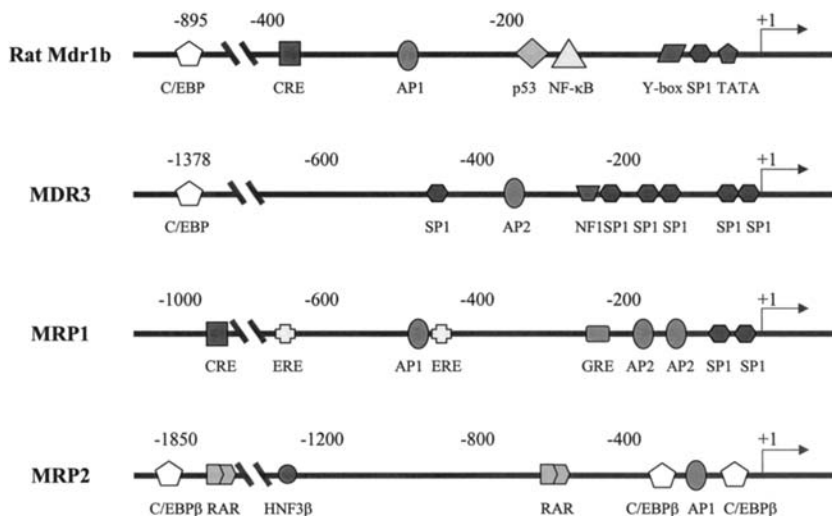 -895 -400 -200 +1
Rat Mdr1b
C/EBP CRE AP1 p53 NF-κB Y-box SP1 TATA
-1378 -600 -400 -200 +1
MDR3
C/EBP SP1 AP2 NF1SP1 SP1 SP1 SP1 SP1
-1000 -600 -400 -200 +1
MRP1
CRE ERE AP1 ERE GRE AP2 AP2 SP1 SP1
-1850 -1200 -800 -400 +1
MRP2
C/EBPβ RAR HNF3β RAR C/EBPβ AP1 C/EBPβ